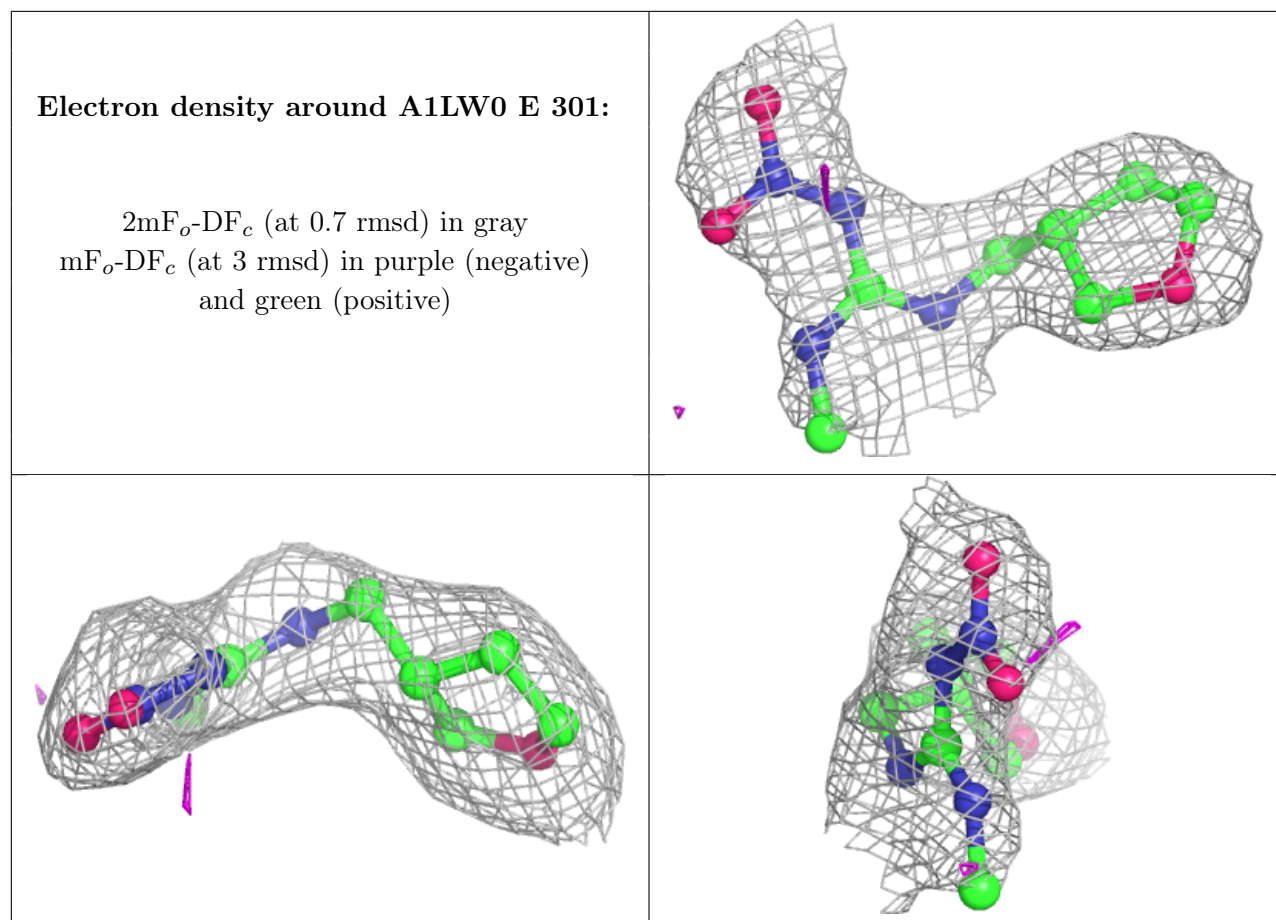 Electron density around A1LW0 E 301:
2mFₒ-DF𝒸 (at 0.7 rmsd) in gray
mFₒ-DF𝒸 (at 3 rmsd) in purple (negative)
and green (positive)